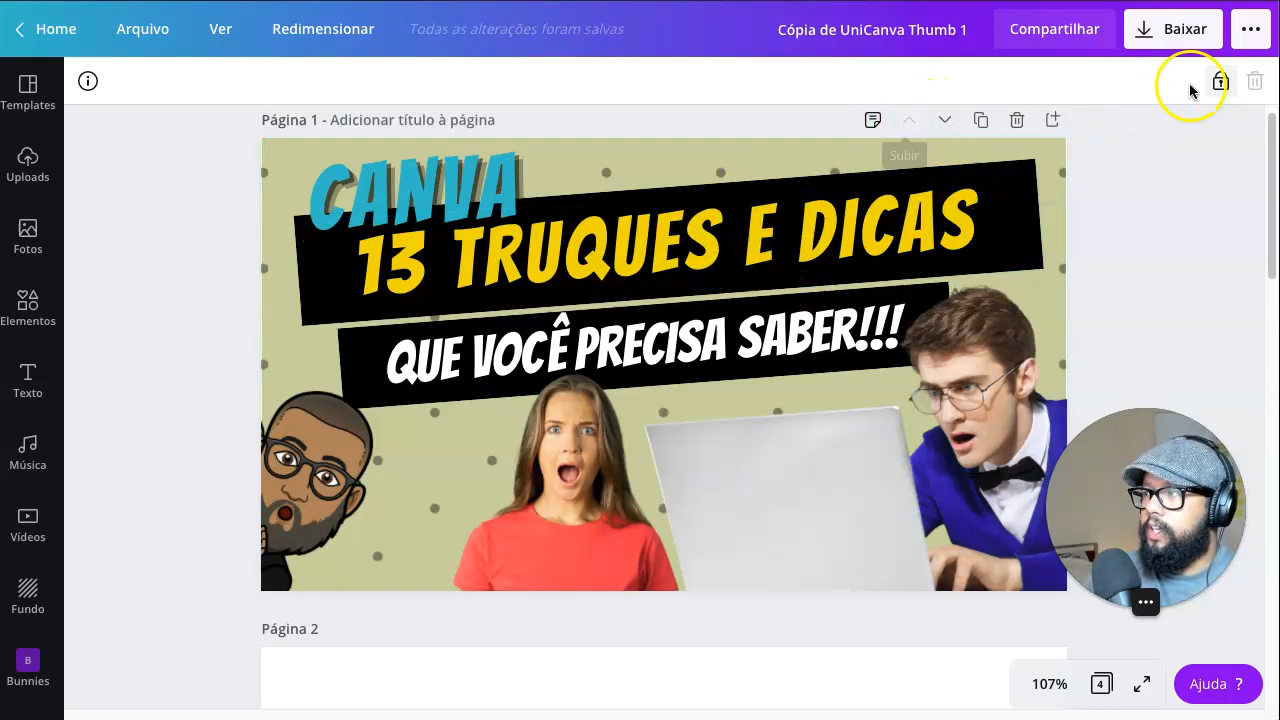 Home
Arquivo
Ver
Redimensionar
Todas as alterações foram salvas
Cópia de UniCanva Thumb 1
Compartilhar
Baixar
Templates
Uploads
Fotos
Elementos
Texto
Música
Vídeos
Fundo
B
Bunnies
Página 1 - Adicionar título à página
Subir
CANVA
13 TRUQUES E DICAS
QUE VOCÊ PRECISA SABER!!!
Página 2
107%
4
Ajuda ?